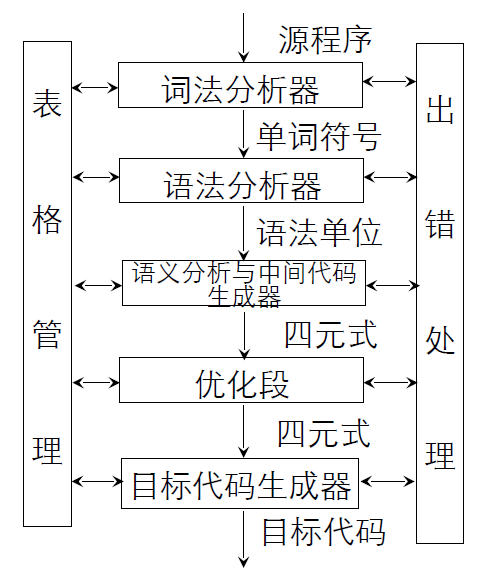 源程序
词法分析器
单词符号
语法分析器
语法单位
语义分析与中间代码
生成器
四元式
优化段
四元式
目标代码生成器
目标代码
表
格
管
理
出
错
处
理